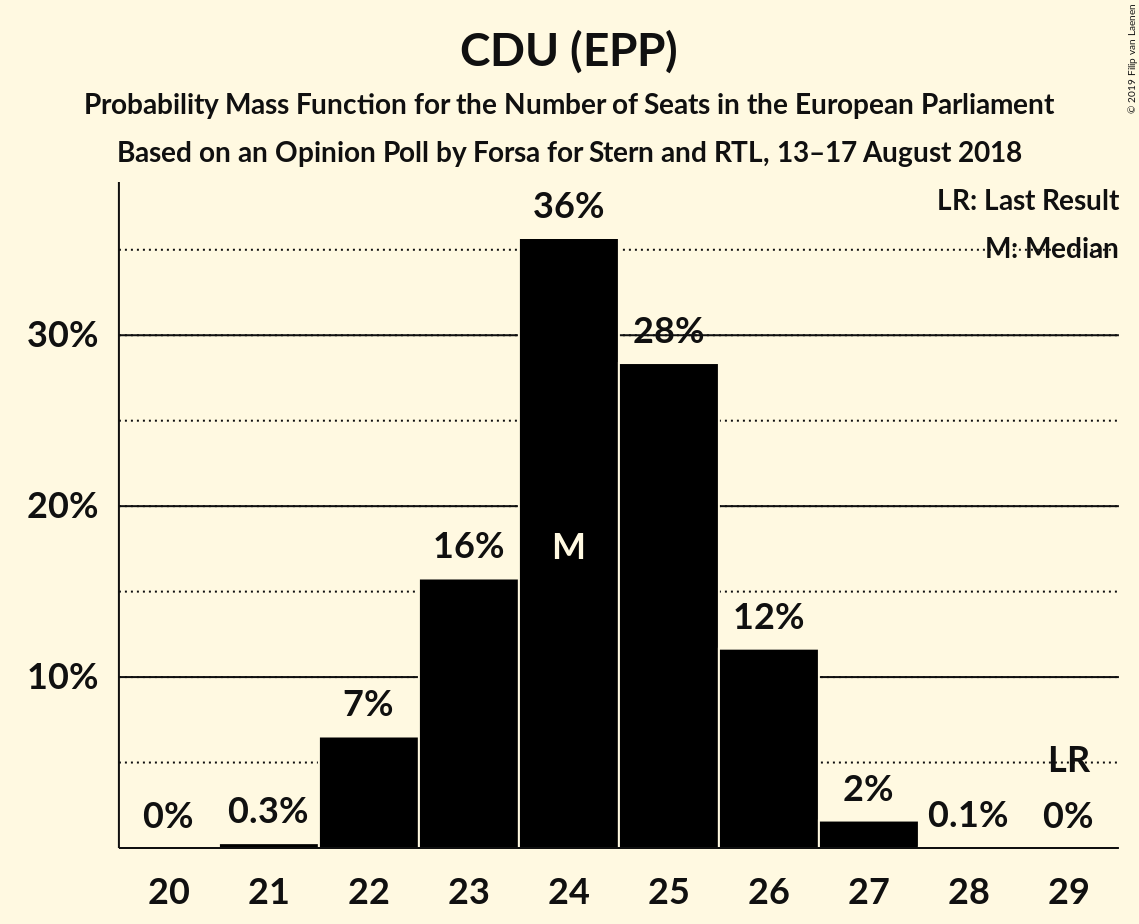 CDU (EPP)
Probability Mass Function for the Number of Seats in the European Parliament
Based on an Opinion Poll by Forsa for Stern and RTL, 13–17 August 2018
© 2019 Filip van Laenen
LR: Last Result
M: Median
36%
28%
16%
12%
7%
2%
0%
0.3%
0.1%
0%
LR
M
30%
20%
10%
20 21 22 23 24 25 26 27 28 29